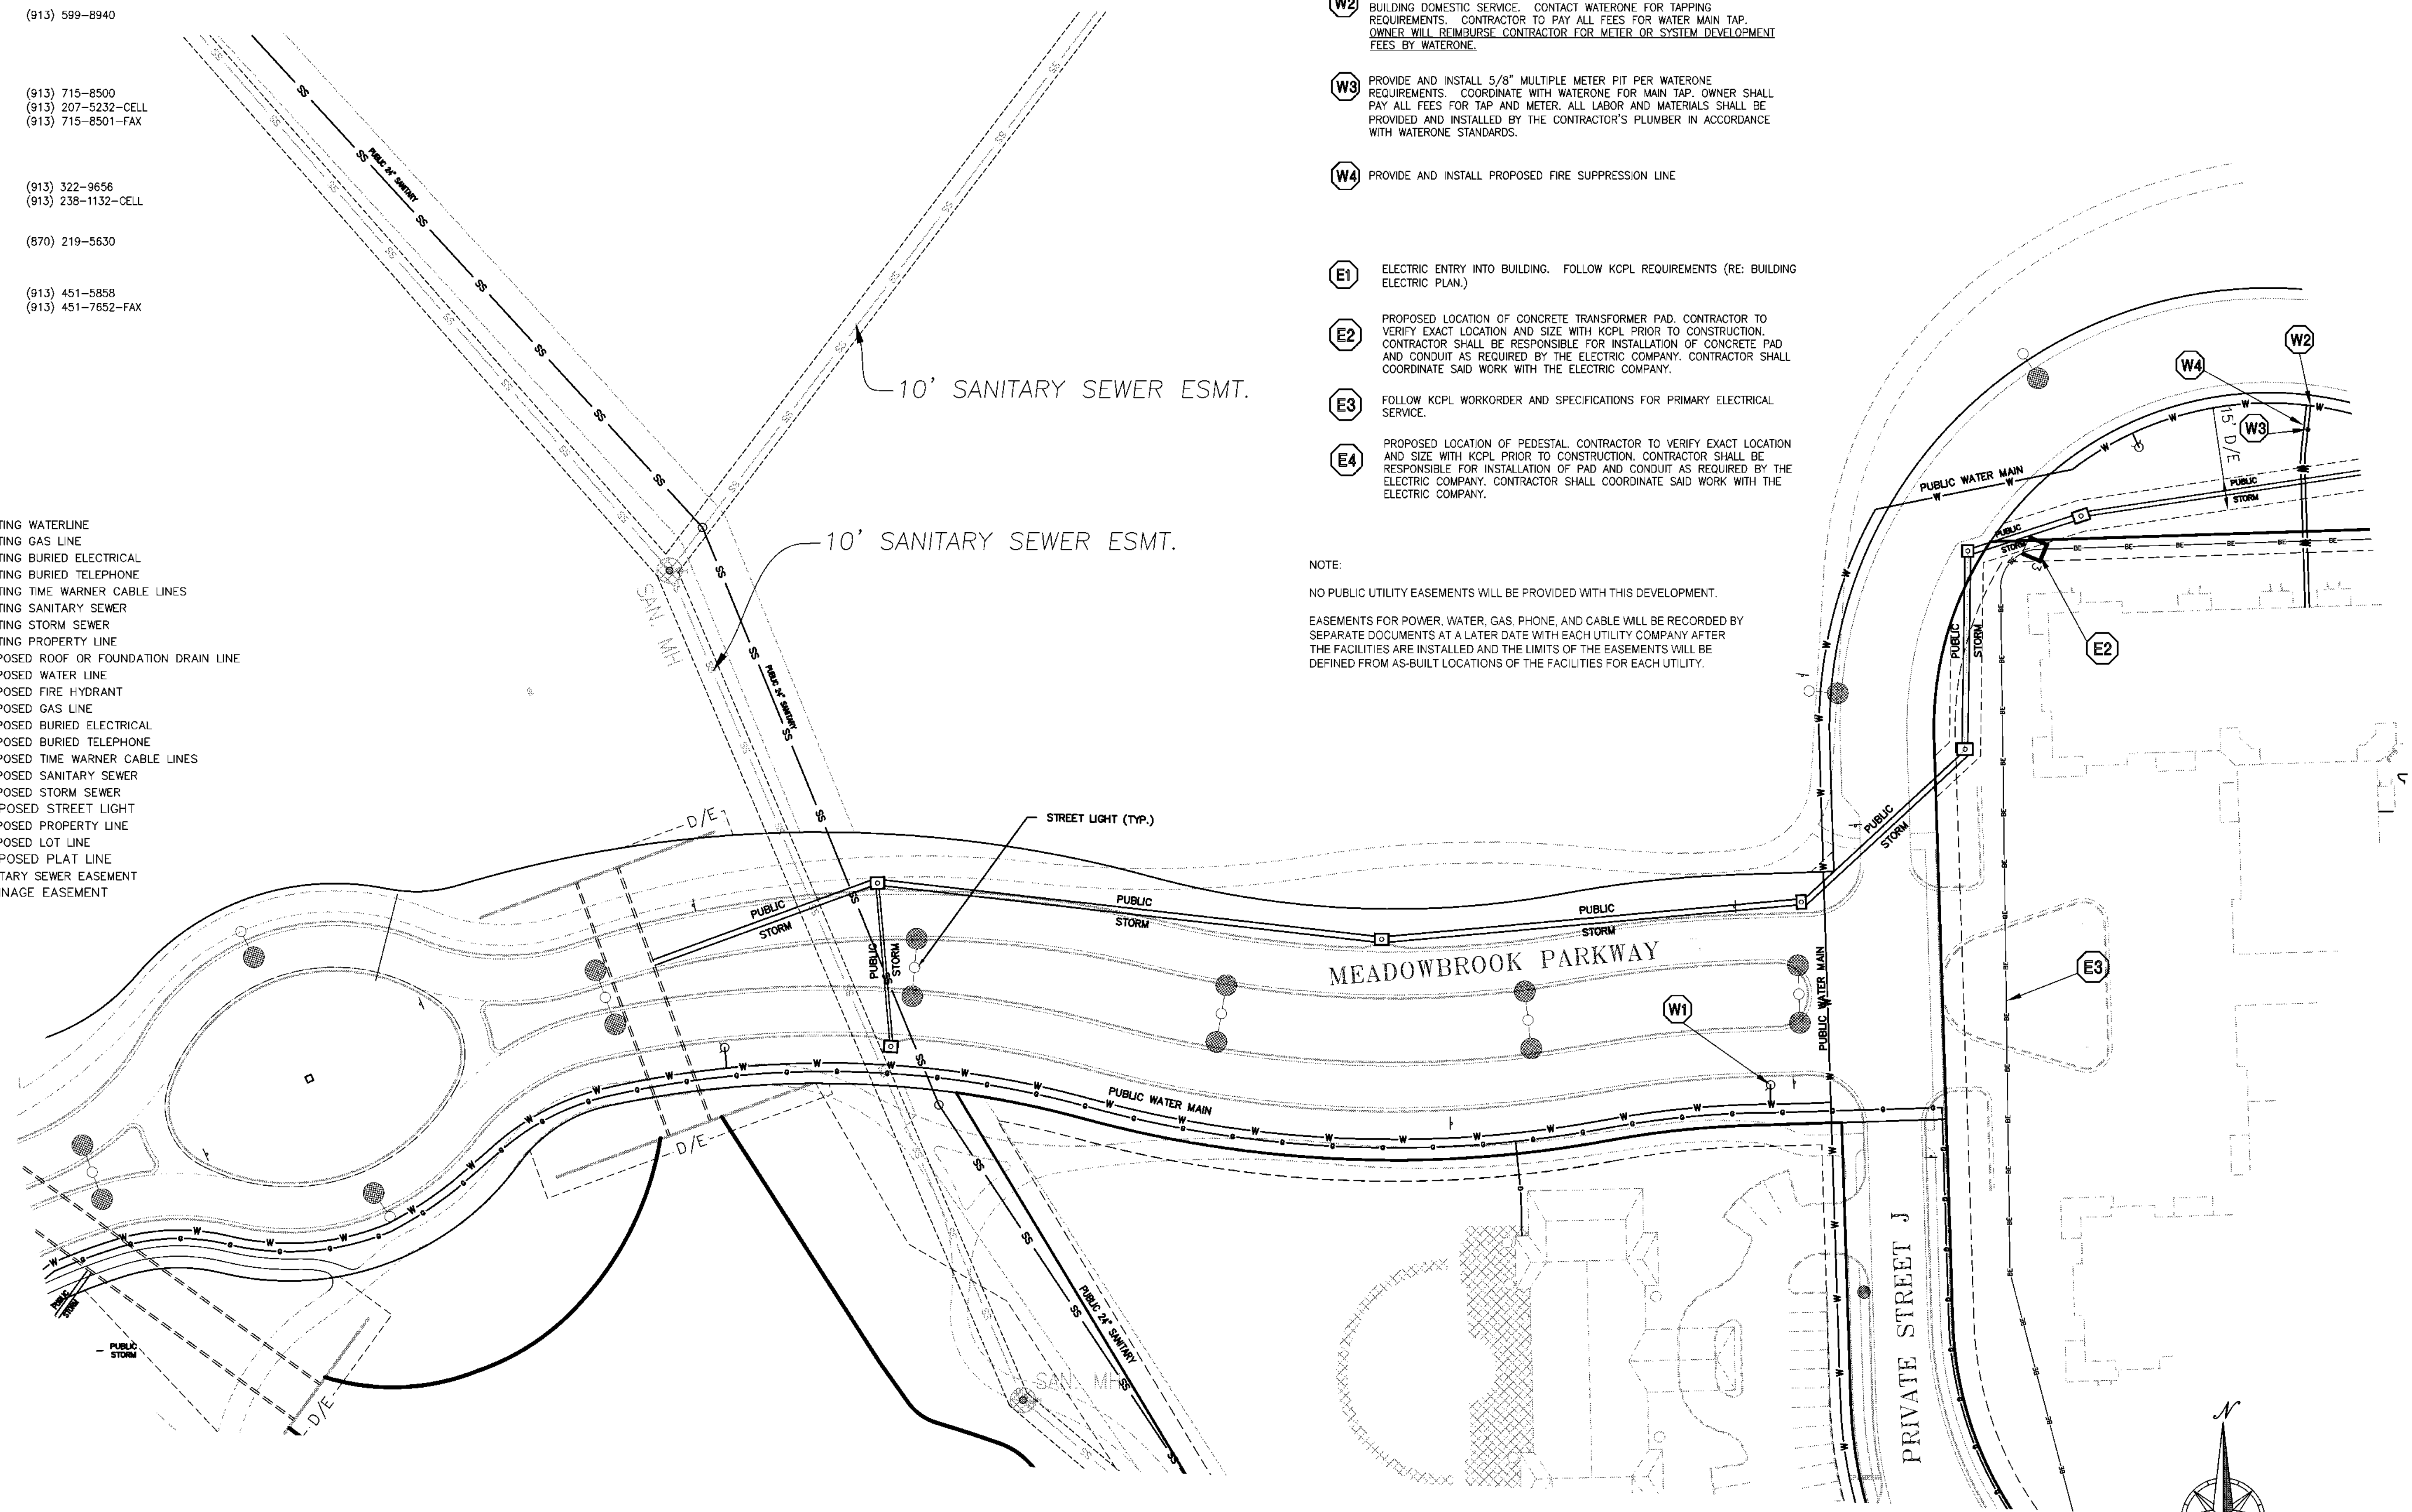 (913) 599-8940
(913) 715-8500
(913) 207-5232-CELL
(913) 715-8501-FAX
(913) 322-9656
(913) 238-1132-CELL
(870) 219-5630
(913) 451-5858
(913) 451-7652-FAX
TING WATERLINE
TING GAS LINE
TING BURIED ELECTRICAL
TING BURIED TELEPHONE
TING TIME WARNER CABLE LINES
TING SANITARY SEWER
TING STORM SEWER
TING PROPERTY LINE
POSED ROOF OR FOUNDATION DRAIN LINE
POSED WATER LINE
POSED FIRE HYDRANT
POSED GAS LINE
POSED BURIED ELECTRICAL
POSED BURIED TELEPHONE
POSED TIME WARNER CABLE LINES
POSED SANITARY SEWER
POSED STORM SEWER
POSED STREET LIGHT
POSED PROPERTY LINE
POSED LOT LINE
POSED PLAT LINE
TARY SEWER EASEMENT
NAGE EASEMENT
W2
BUILDING DOMESTIC SERVICE. CONTACT WATERONE FOR TAPPING
REQUIREMENTS. CONTRACTOR TO PAY ALL FEES FOR WATER MAIN TAP.
OWNER WILL REIMBURSE CONTRACTOR FOR METER OR SYSTEM DEVELOPMENT
FEES BY WATERONE.
W3
PROVIDE AND INSTALL 5/8" MULTIPLE METER PIT PER WATERONE
REQUIREMENTS. COORDINATE WITH WATERONE FOR MAIN TAP. OWNER SHALL
PAY ALL FEES FOR TAP AND METER. ALL LABOR AND MATERIALS SHALL BE
PROVIDED AND INSTALLED BY THE CONTRACTOR'S PLUMBER IN ACCORDANCE
WITH WATERONE STANDARDS.
W4 PROVIDE AND INSTALL PROPOSED FIRE SUPPRESSION LINE
E1
ELECTRIC ENTRY INTO BUILDING. FOLLOW KCPL REQUIREMENTS (RE: BUILDING
ELECTRIC PLAN.)
E2
PROPOSED LOCATION OF CONCRETE TRANSFORMER PAD. CONTRACTOR TO
VERIFY EXACT LOCATION AND SIZE WITH KCPL PRIOR TO CONSTRUCTION.
CONTRACTOR SHALL BE RESPONSIBLE FOR INSTALLATION OF CONCRETE PAD
AND CONDUIT AS REQUIRED BY THE ELECTRIC COMPANY. CONTRACTOR SHALL
COORDINATE SAID WORK WITH THE ELECTRIC COMPANY.
E3
FOLLOW KCPL WORKORDER AND SPECIFICATIONS FOR PRIMARY ELECTRICAL
SERVICE.
E4
PROPOSED LOCATION OF PEDESTAL. CONTRACTOR TO VERIFY EXACT LOCATION
AND SIZE WITH KCPL PRIOR TO CONSTRUCTION. CONTRACTOR SHALL BE
RESPONSIBLE FOR INSTALLATION OF PAD AND CONDUIT AS REQUIRED BY THE
ELECTRIC COMPANY. CONTRACTOR SHALL COORDINATE SAID WORK WITH THE
ELECTRIC COMPANY.
NOTE:
NO PUBLIC UTILITY EASEMENTS WILL BE PROVIDED WITH THIS DEVELOPMENT.
EASEMENTS FOR POWER, WATER, GAS, PHONE, AND CABLE WILL BE RECORDED BY
SEPARATE DOCUMENTS AT A LATER DATE WITH EACH UTILITY COMPANY AFTER
THE FACILITIES ARE INSTALLED AND THE LIMITS OF THE EASEMENTS WILL BE
DEFINED FROM AS-BUILT LOCATIONS OF THE FACILITIES FOR EACH UTILITY.
PUBLIC 24" SANITARY
10' SANITARY SEWER ESMT.
10' SANITARY SEWER ESMT.
SAN. MH
PUBLIC 24" SANITARY
D/E
STREET LIGHT (TYP.)
PUBLIC
STORM
PUBLIC
STORM
PUBLIC
STORM
PUBLIC
STORM
MEADOWBROOK PARKWAY
W1
PUBLIC WATER MAIN
PUBLIC WATER MAIN
D/E
PUBLIC 24" SANITARY
SAN. MH
PUBLIC
STORM
PUBLIC
STORM
D/E
PRIVATE STREET J
PUBLIC WATER MAIN
W4
W2
W3
15' D/E
PUBLIC
STORM
PUBLIC
STORM
PUBLIC
STORM
PUBLIC
STORM
E2
E3
N